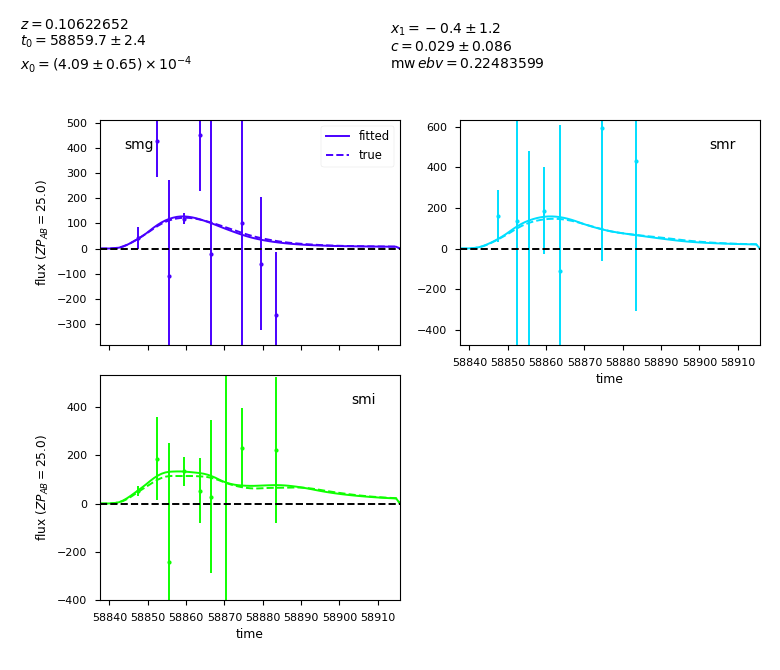 z = 0.10622652
t₀ = 58859.7 ± 2.4
x₀ = (4.09 ± 0.65) × 10⁻⁴
x₁ = −0.4 ± 1.2
c = 0.029 ± 0.086
mw ebv = 0.22483599
smg
fitted
true
500
400
300
200
100
0
−100
−200
−300
flux (ZP_AB = 25.0)
smr
600
400
200
0
−200
−400
58840 58850 58860 58870 58880 58890 58900 58910
time
smi
400
200
0
−200
−400
flux (ZP_AB = 25.0)
58840 58850 58860 58870 58880 58890 58900 58910
time